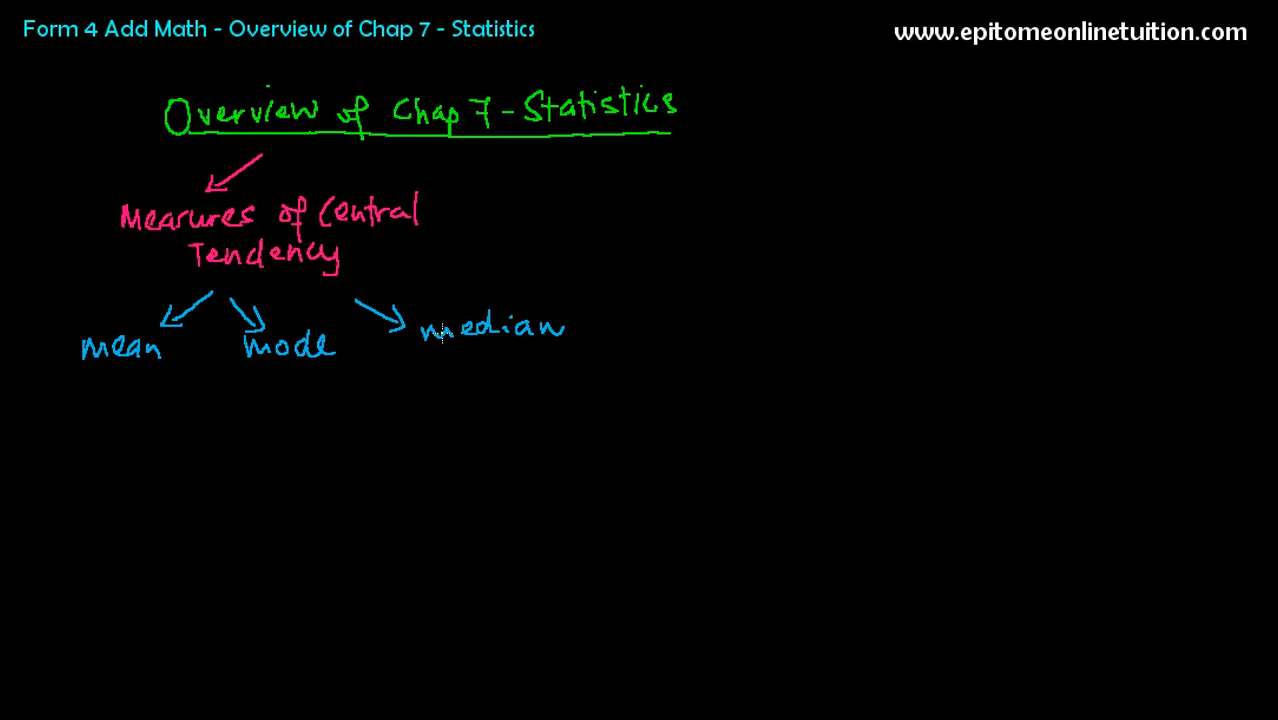 Form 4 Add Math - Overview of Chap 7 - Statistics
www.epitomeonlinetuition.com
Overview of Chap 7 - Statistics
Measures of Central
Tendency
mean mode median